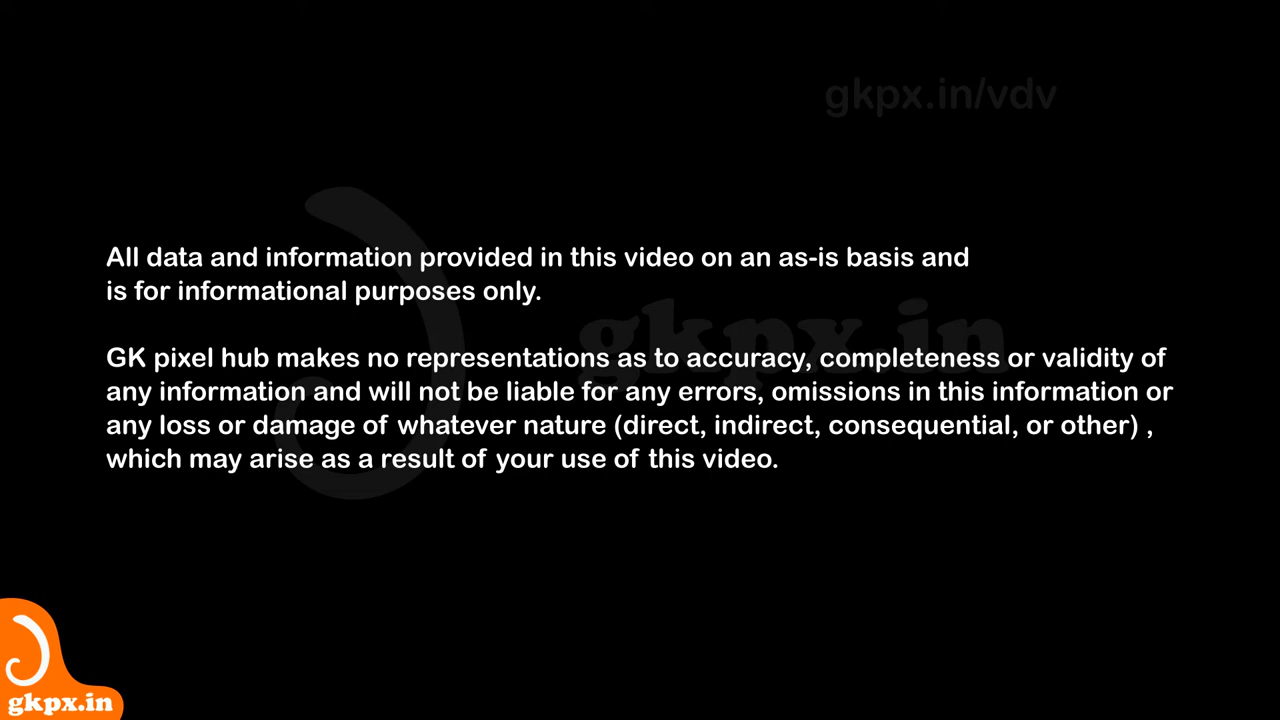 gkpx.in/vdv
All data and information provided in this video on an as-is basis and
is for informational purposes only.
gkpx.in
GK pixel hub makes no representations as to accuracy, completeness or validity of
any information and will not be liable for any errors, omissions in this information or
any loss or damage of whatever nature (direct, indirect, consequential, or other) ,
which may arise as a result of your use of this video.
gkpx.in